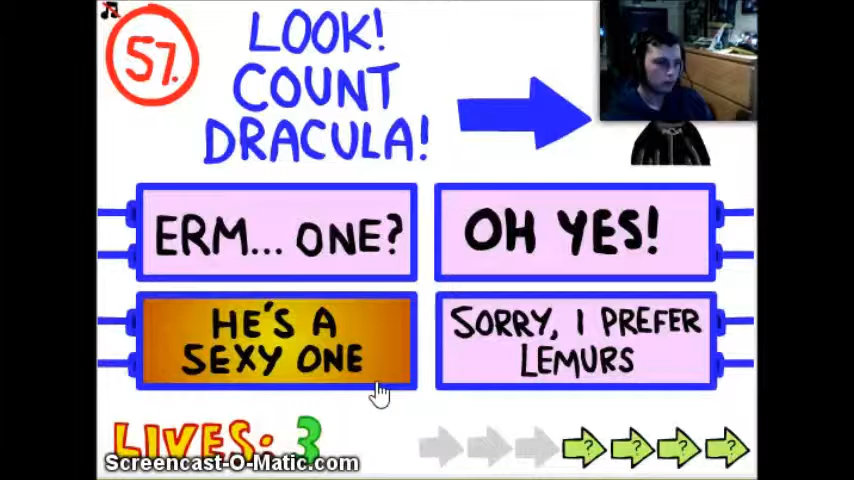 57.
LOOK!
COUNT
DRACULA!
ERM... ONE?
OH YES!
HE'S A
SEXY ONE
SORRY, I PREFER
LEMURS
LIVES: 3
? ? ? ?
Screencast-O-Matic.com